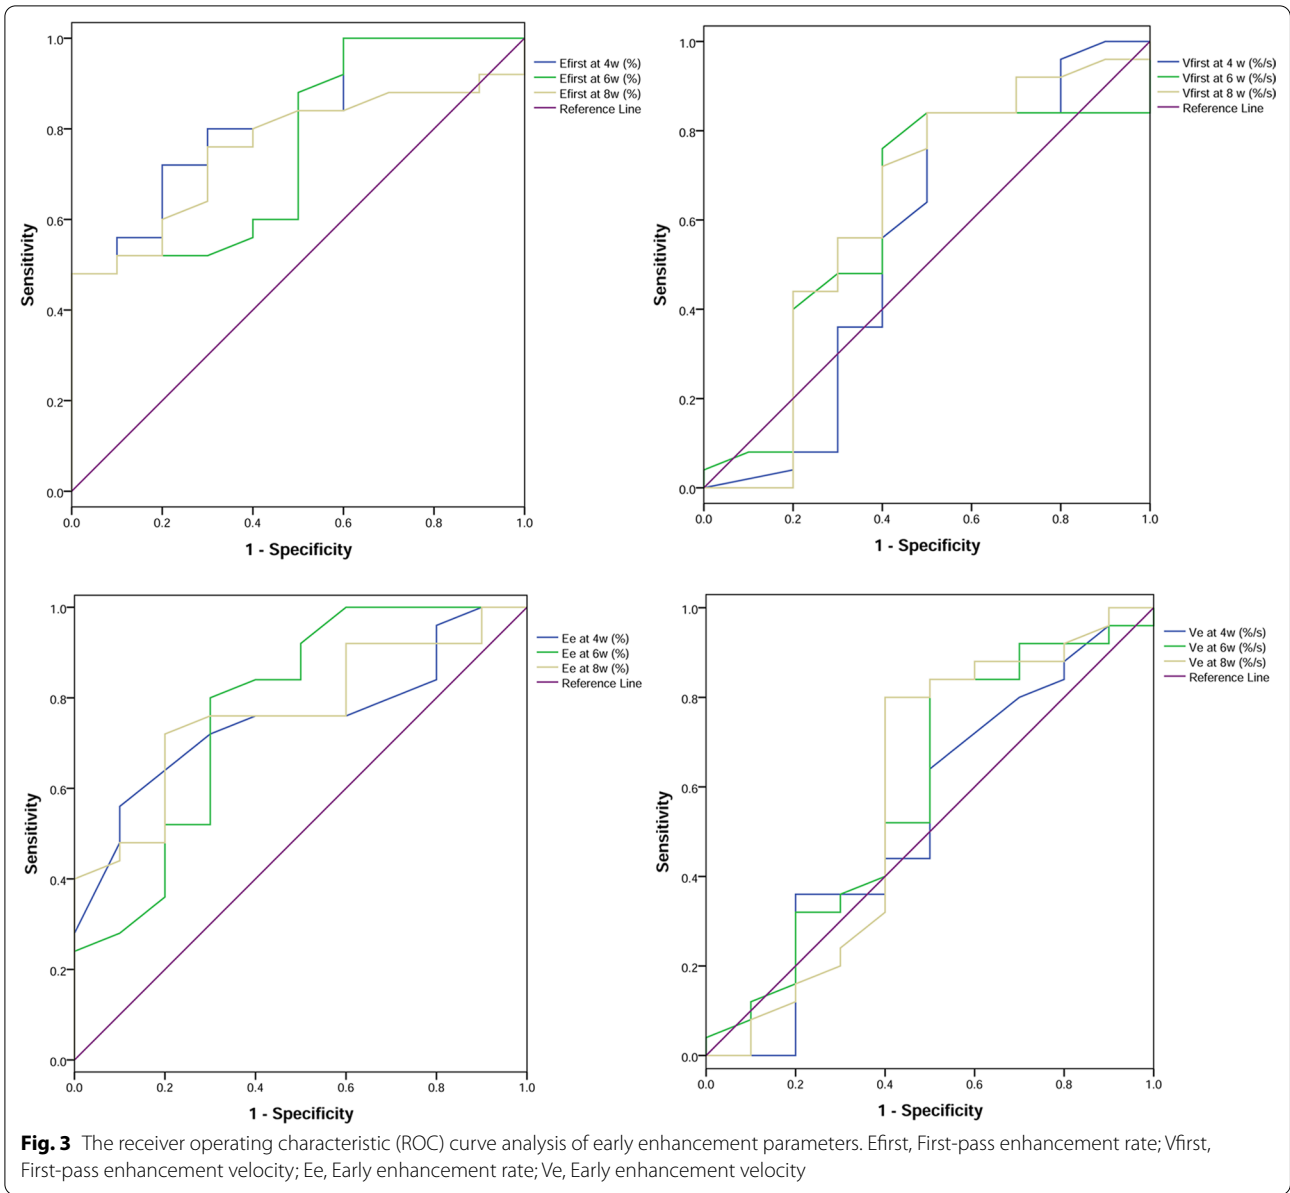 1.0
0.8
0.6
0.4
0.2
0.0
Sensitivity
0.0 0.2 0.4 0.6 0.8 1.0
1 - Specificity
Efirst at 4w (%)
Efirst at 6w (%)
Efirst at 8w (%)
Reference Line
1.0
0.8
0.6
0.4
0.2
0.0
Sensitivity
0.0 0.2 0.4 0.6 0.8 1.0
1 - Specificity
Vfirst at 4 w (%/s)
Vfirst at 6 w (%/s)
Vfirst at 8 w (%/s)
Reference Line
1.0
0.8
0.6
0.4
0.2
0.0
Sensitivity
0.0 0.2 0.4 0.6 0.8 1.0
1 - Specificity
Ee at 4w (%)
Ee at 6w (%)
Ee at 8w (%)
Reference Line
1.0
0.8
0.6
0.4
0.2
0.0
Sensitivity
0.0 0.2 0.4 0.6 0.8 1.0
1 - Specificity
Ve at 4w (%/s)
Ve at 6w (%/s)
Ve at 8w (%/s)
Reference Line
Fig. 3 The receiver operating characteristic (ROC) curve analysis of early enhancement parameters. Efirst, First-pass enhancement rate; Vfirst,
First-pass enhancement velocity; Ee, Early enhancement rate; Ve, Early enhancement velocity